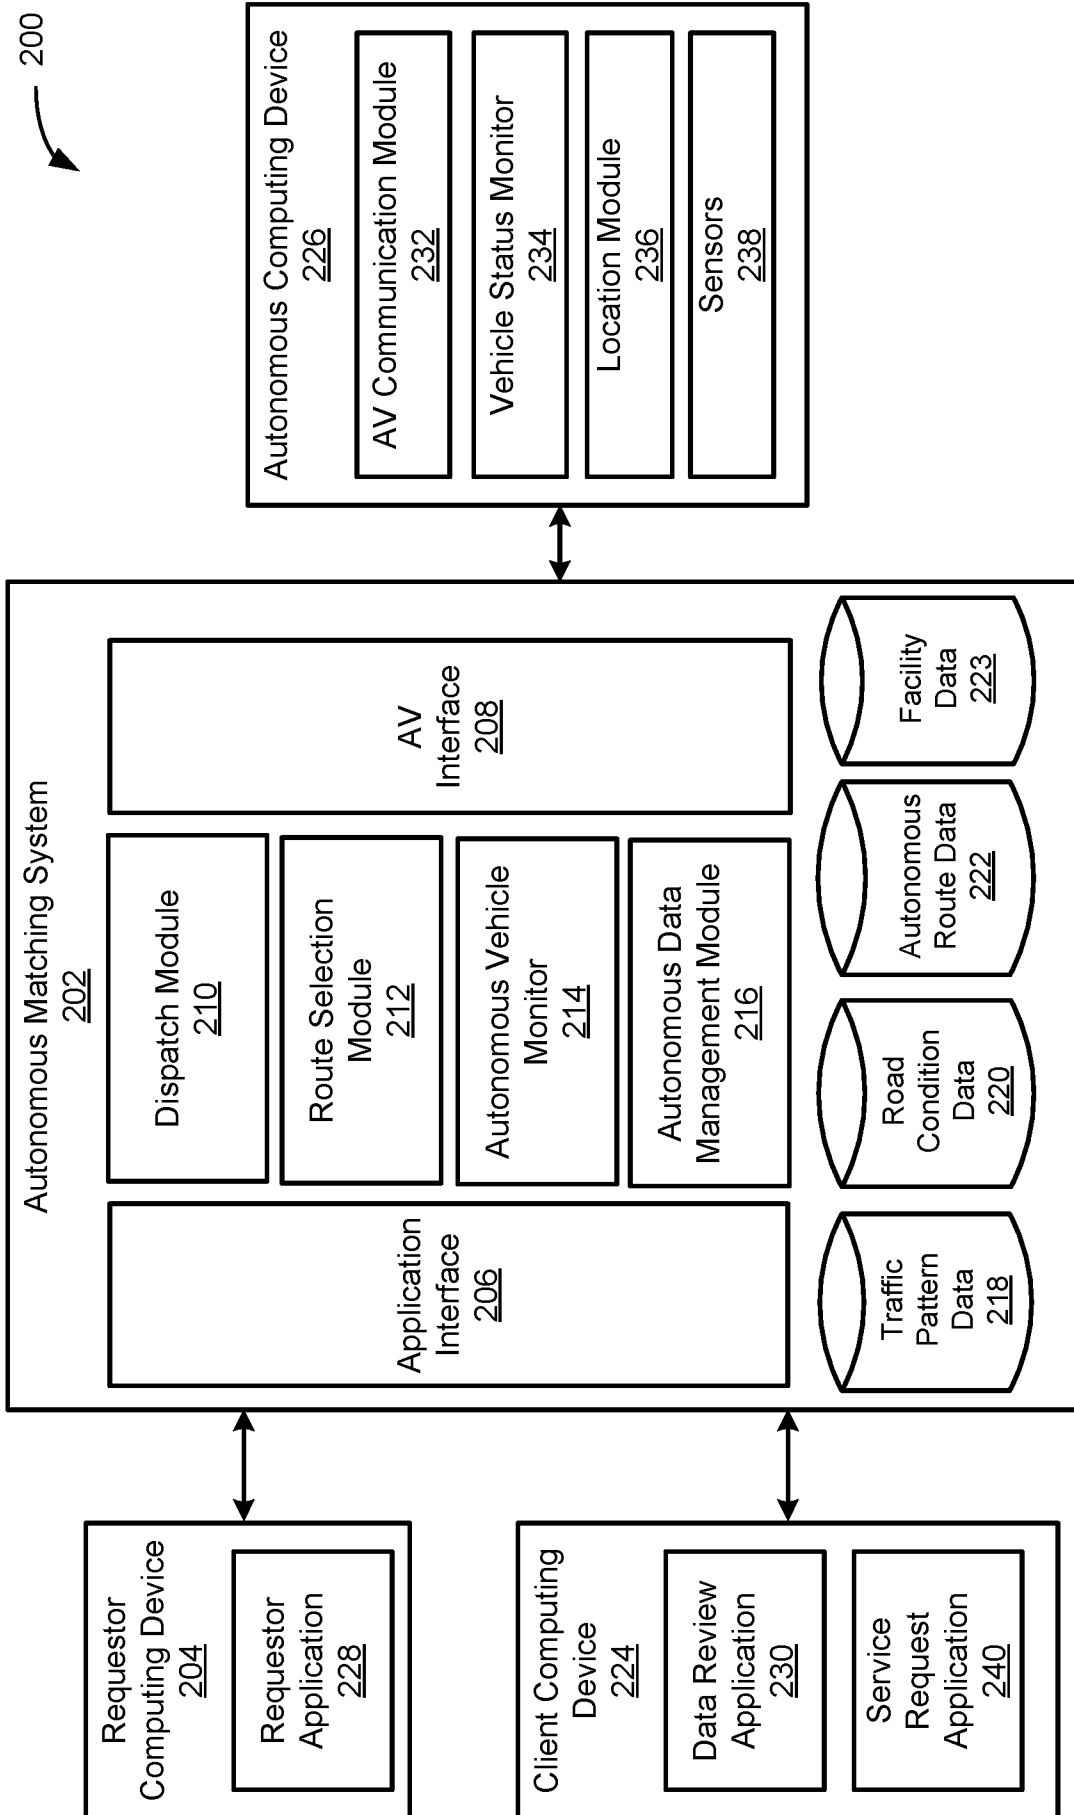 200
Requestor
Computing Device
204
Requestor
Application
228
Client Computing
Device
224
Data Review
Application
230
Service
Request
Application
240
Autonomous Matching System
202
Application
Interface
206
Dispatch Module
210
Route Selection
Module
212
Autonomous Vehicle
Monitor
214
Autonomous Data
Management Module
216
AV
Interface
208
Traffic
Pattern
Data
218
Road
Condition
Data
220
Autonomous
Route Data
222
Facility
Data
223
Autonomous Computing Device
226
AV Communication Module
232
Vehicle Status Monitor
234
Location Module
236
Sensors
238